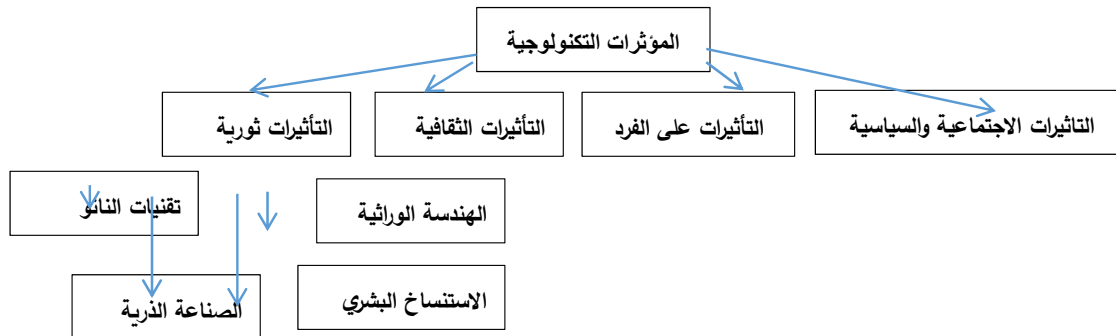 المؤثرات التكنولوجية
التاثيرات الاجتماعية والسياسية
التأثيرات على الفرد
التأثيرات الثقافية
التأثيرات ثورية
الهندسة الوراثية
تقنيات النانو
الاستنساخ البشري
الصناعة الذرية